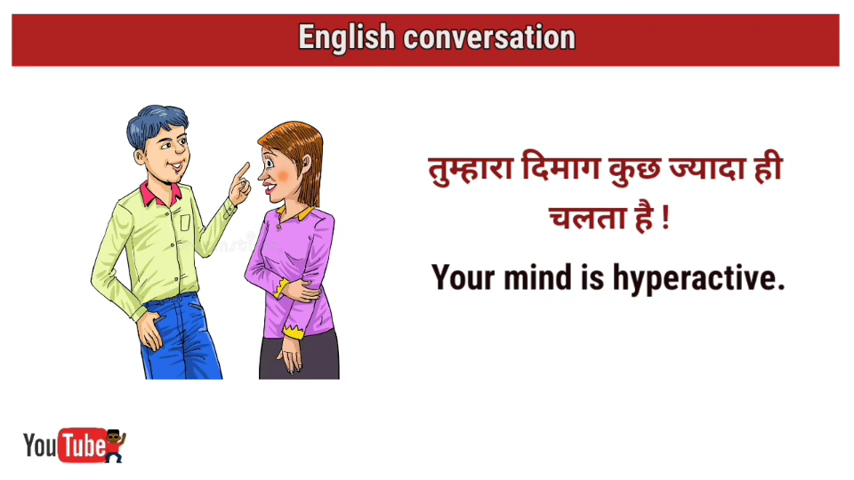 English conversation
तुम्हारा दिमाग कुछ ज्यादा ही
चलता है !
Your mind is hyperactive.
YouTube